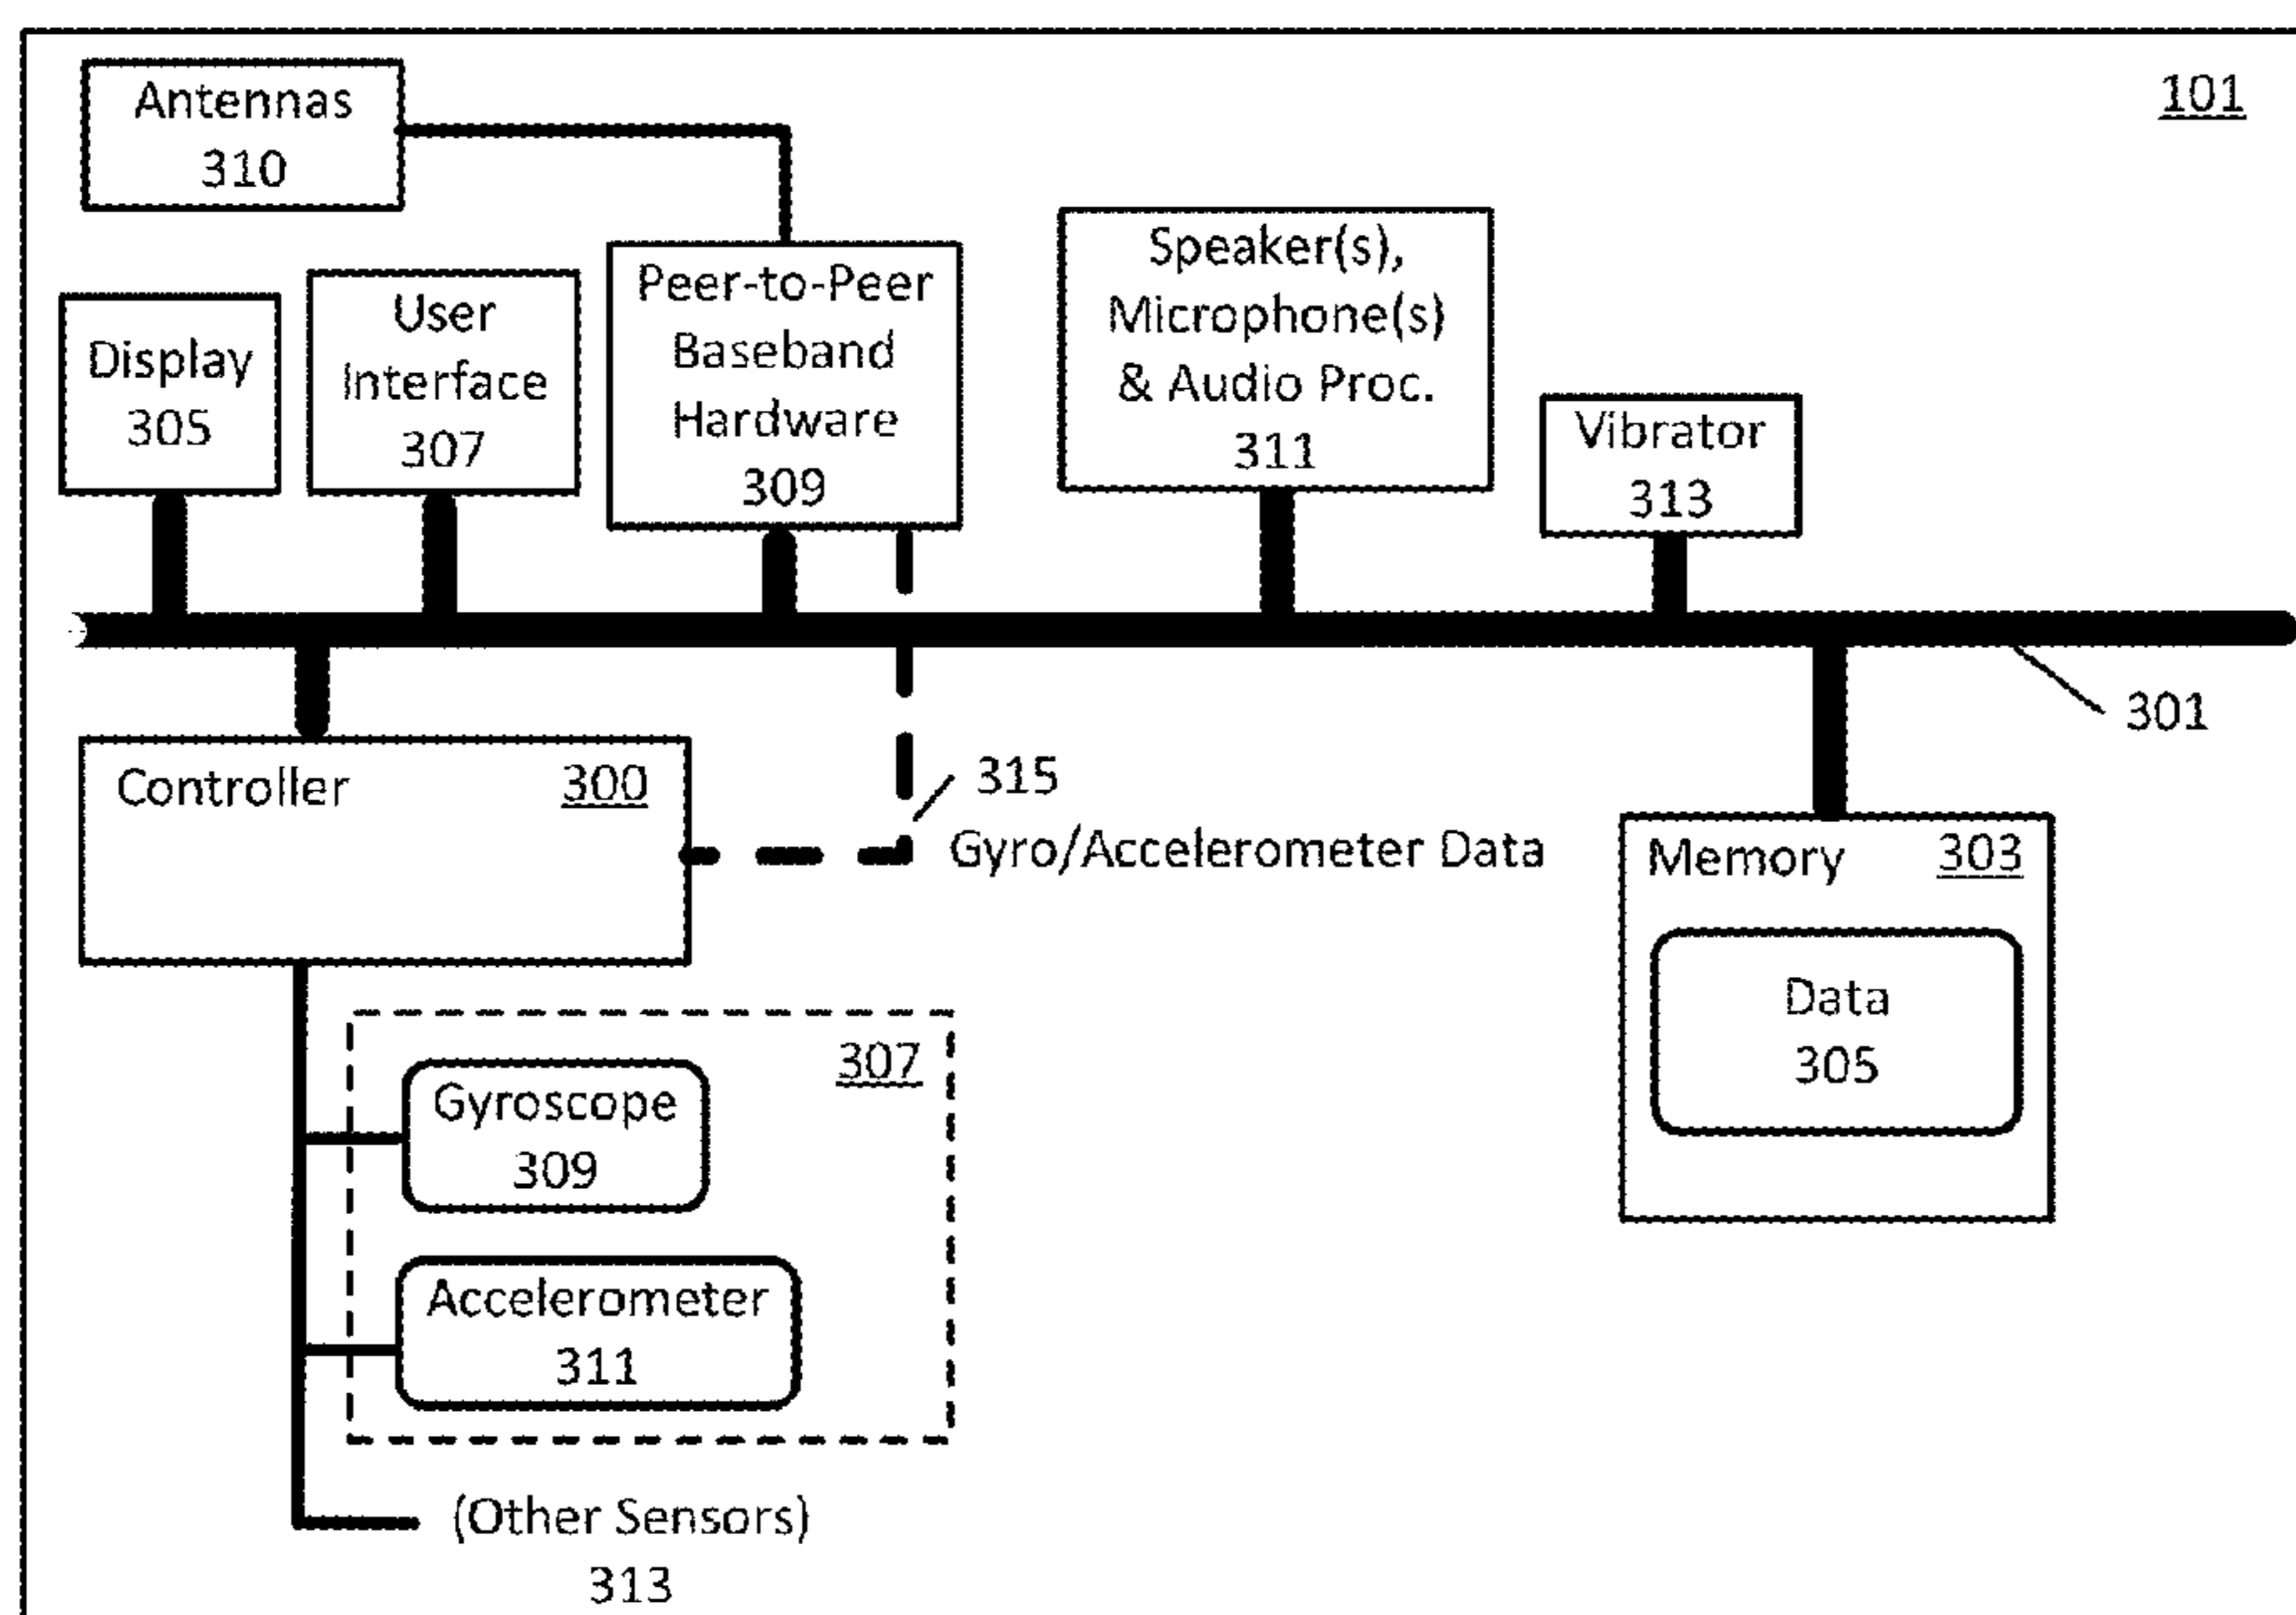 101
Antennas
310
Display
305
User
Interface
307
Peer-to-Peer
Baseband
Hardware
309
Speaker(s),
Microphone(s)
& Audio Proc.
311
Vibrator
313
301
Controller 300
315
Gyro/Accelerometer Data
Memory 303
Data
305
307
Gyroscope
309
Accelerometer
311
(Other Sensors)
313